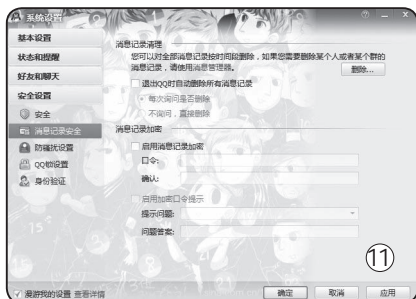 系统设置
基本设置
状态和提醒
好友和聊天
安全设置
安全
消息记录安全
防骚扰设置
QQ锁设置
身份验证
消息记录清理
您可以对全部消息记录按时间段删除，如果您需要删除某个人或者某个群的
消息记录，请使用消息管理器。
删除...
退出QQ时自动删除所有消息记录
每次询问是否删除
不询问，直接删除
消息记录加密
启用消息记录加密
口令:
确认:
启用加密口令提示
提示问题:
问题答案:
11
漫游我的设置 查看详情
确定
取消
应用